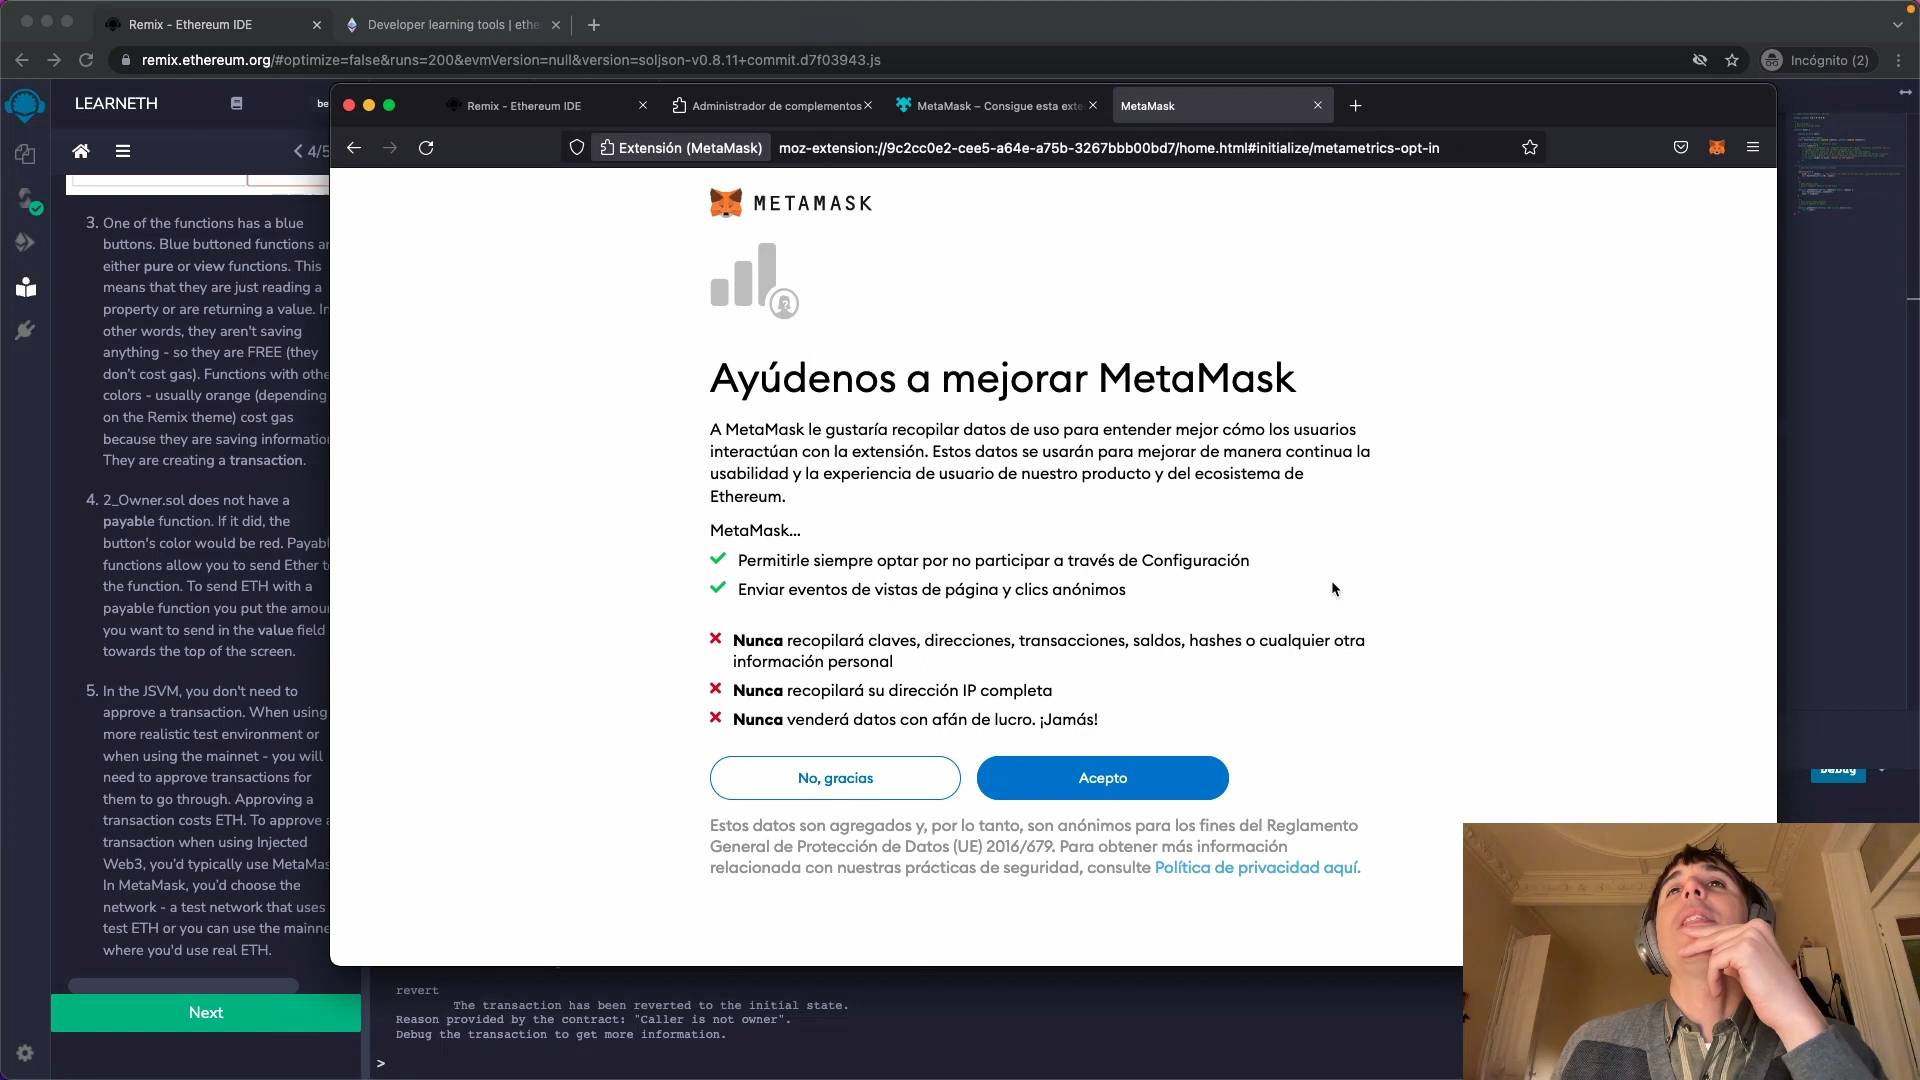 Remix - Ethereum IDE
Developer learning tools | ethe
remix.ethereum.org/#optimize=false&runs=200&evmVersion=null&version=soljson-v0.8.11+commit.d7f03943.js
Incógnito (2)
LEARNETH
be
4/5
3. One of the functions has a blue
buttons. Blue buttoned functions ar
either pure or view functions. This
means that they are just reading a
property or are returning a value. In
other words, they aren't saving
anything - so they are FREE (they
don't cost gas). Functions with othe
colors - usually orange (depending
on the Remix theme) cost gas
because they are saving information
They are creating a transaction.
4. 2_Owner.sol does not have a
payable function. If it did, the
button's color would be red. Payabl
functions allow you to send Ether t
the function. To send ETH with a
payable function you put the amou
you want to send in the value field
towards the top of the screen.
5. In the JSVM, you don't need to
approve a transaction. When using
more realistic test environment or
when using the mainnet - you will
need to approve transactions for
them to go through. Approving a
transaction costs ETH. To approve a
transaction when using Injected
Web3, you'd typically use MetaMas
In MetaMask, you'd choose the
network - a test network that uses
test ETH or you can use the mainne
where you'd use real ETH.
Next
Remix - Ethereum IDE
Administrador de complementos
MetaMask – Consigue esta exte
MetaMask
Extensión (MetaMask)
moz-extension://9c2cc0e2-cee5-a64e-a75b-3267bbb00bd7/home.html#initialize/metametrics-opt-in
METAMASK
Ayúdenos a mejorar MetaMask
A MetaMask le gustaría recopilar datos de uso para entender mejor cómo los usuarios
interactúan con la extensión. Estos datos se usarán para mejorar de manera continua la
usabilidad y la experiencia de usuario de nuestro producto y del ecosistema de
Ethereum.
MetaMask...
Permitirle siempre optar por no participar a través de Configuración
Enviar eventos de vistas de página y clics anónimos
Nunca recopilará claves, direcciones, transacciones, saldos, hashes o cualquier otra
información personal
Nunca recopilará su dirección IP completa
Nunca venderá datos con afán de lucro. ¡Jamás!
No, gracias
Acepto
Estos datos son agregados y, por lo tanto, son anónimos para los fines del Reglamento
General de Protección de Datos (UE) 2016/679. Para obtener más información
relacionada con nuestras prácticas de seguridad, consulte Política de privacidad aquí.
Debug
revert
The transaction has been reverted to the initial state.
Reason provided by the contract: "Caller is not owner".
Debug the transaction to get more information.
>